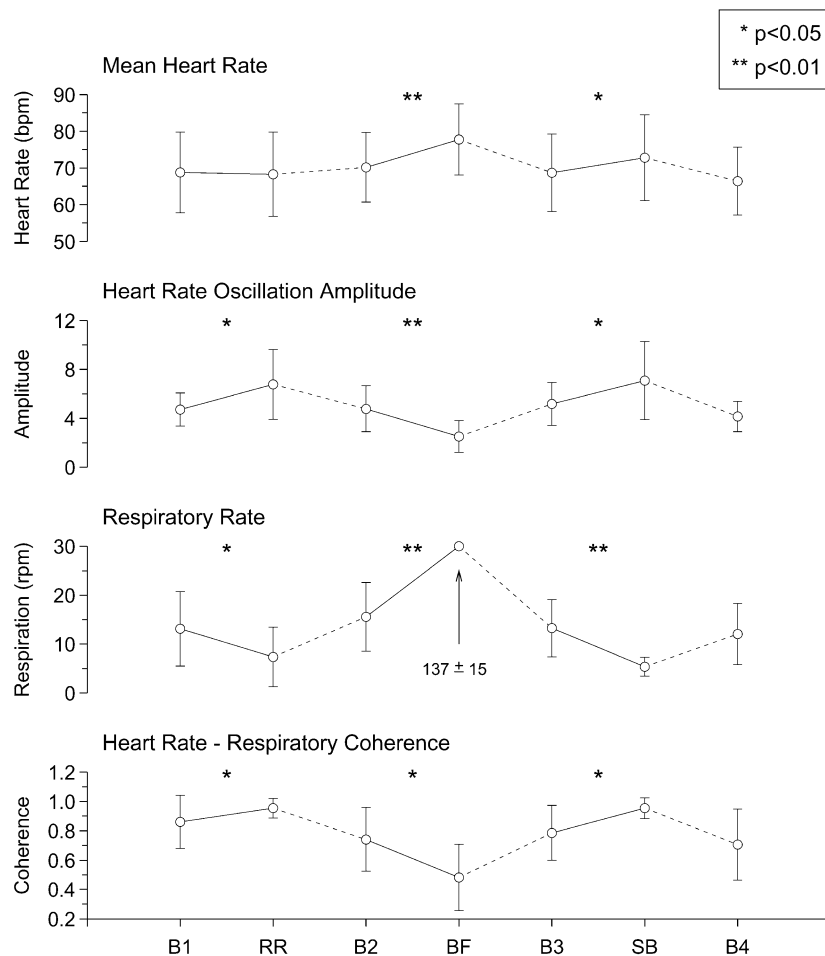 * p<0.05
** p<0.01
Mean Heart Rate
Heart Rate (bpm)
90
80
70
60
50
** *
Heart Rate Oscillation Amplitude
Amplitude
12
8
4
0
* ** *
Respiratory Rate
Respiration (rpm)
30
20
10
0
* ** **
137 ± 15
Heart Rate - Respiratory Coherence
Coherence
1.2
1.0
0.8
0.6
0.4
0.2
* * *
B1 RR B2 BF B3 SB B4